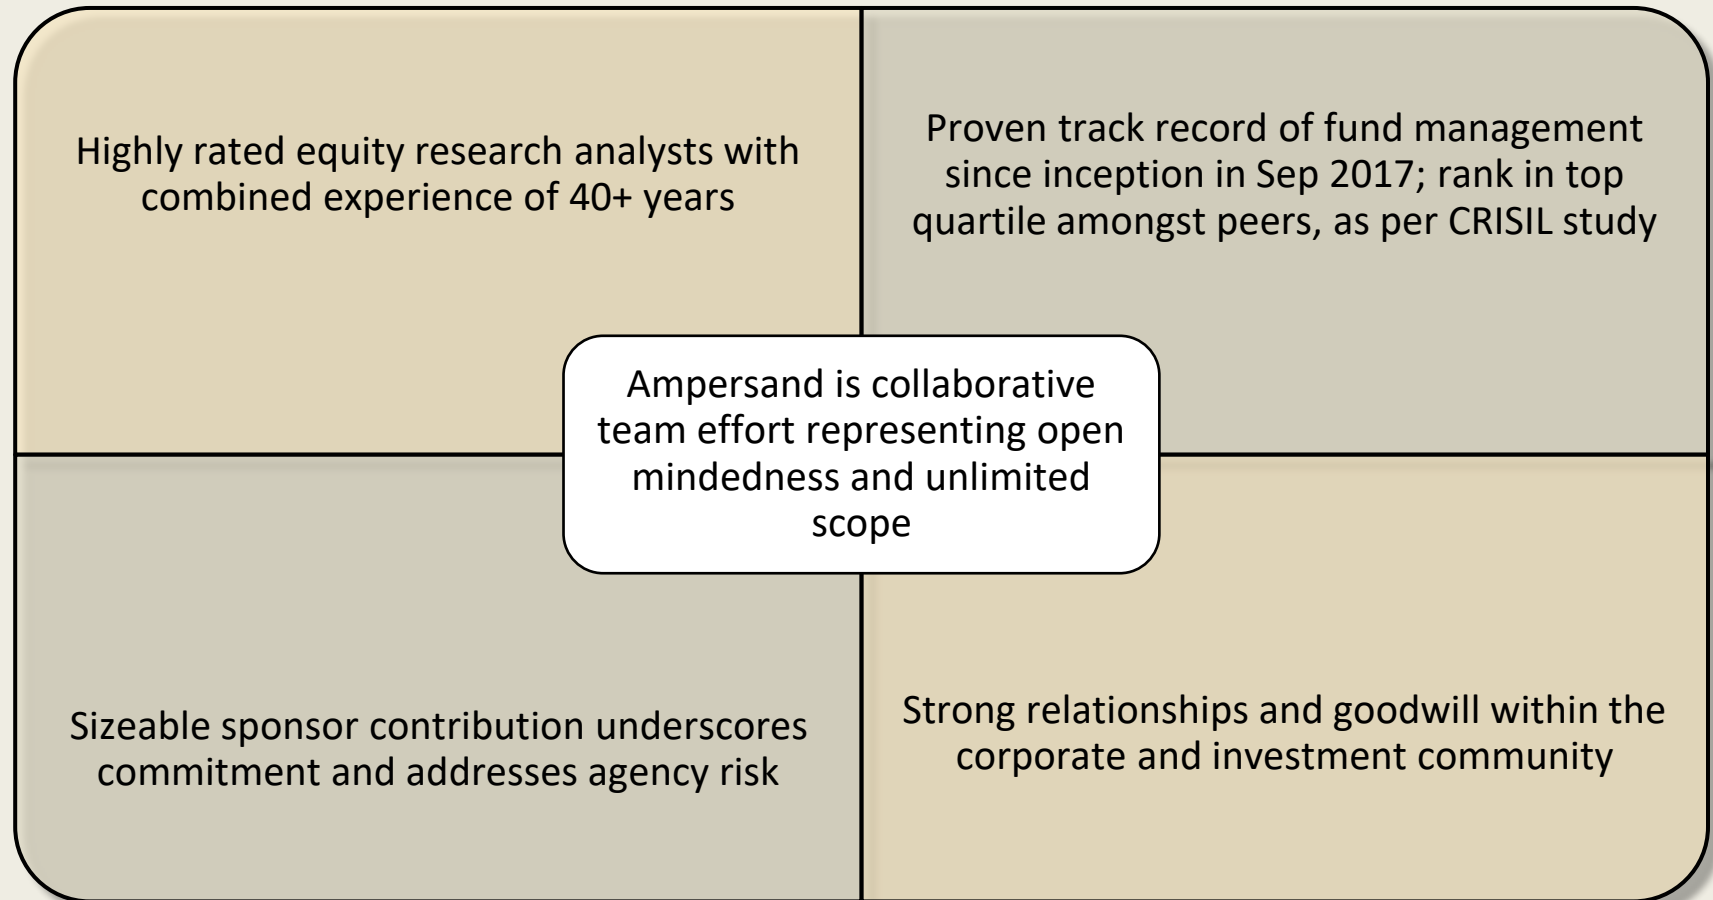 Highly rated equity research analysts with
combined experience of 40+ years
Proven track record of fund management
since inception in Sep 2017; rank in top
quartile amongst peers, as per CRISIL study
Ampersand is collaborative
team effort representing open
mindedness and unlimited
scope
Sizeable sponsor contribution underscores
commitment and addresses agency risk
Strong relationships and goodwill within the
corporate and investment community